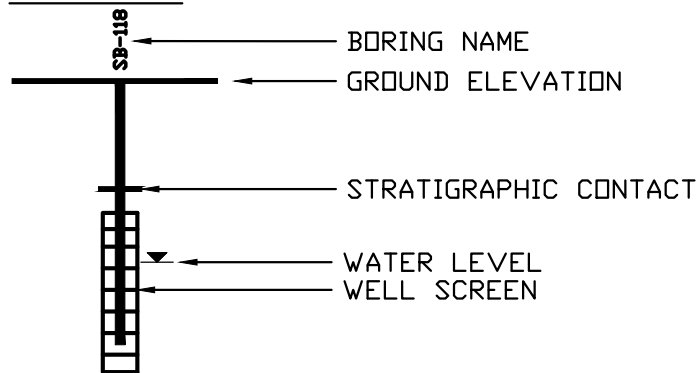 SB-118
BORING NAME
GROUND ELEVATION
STRATIGRAPHIC CONTACT
WATER LEVEL
WELL SCREEN